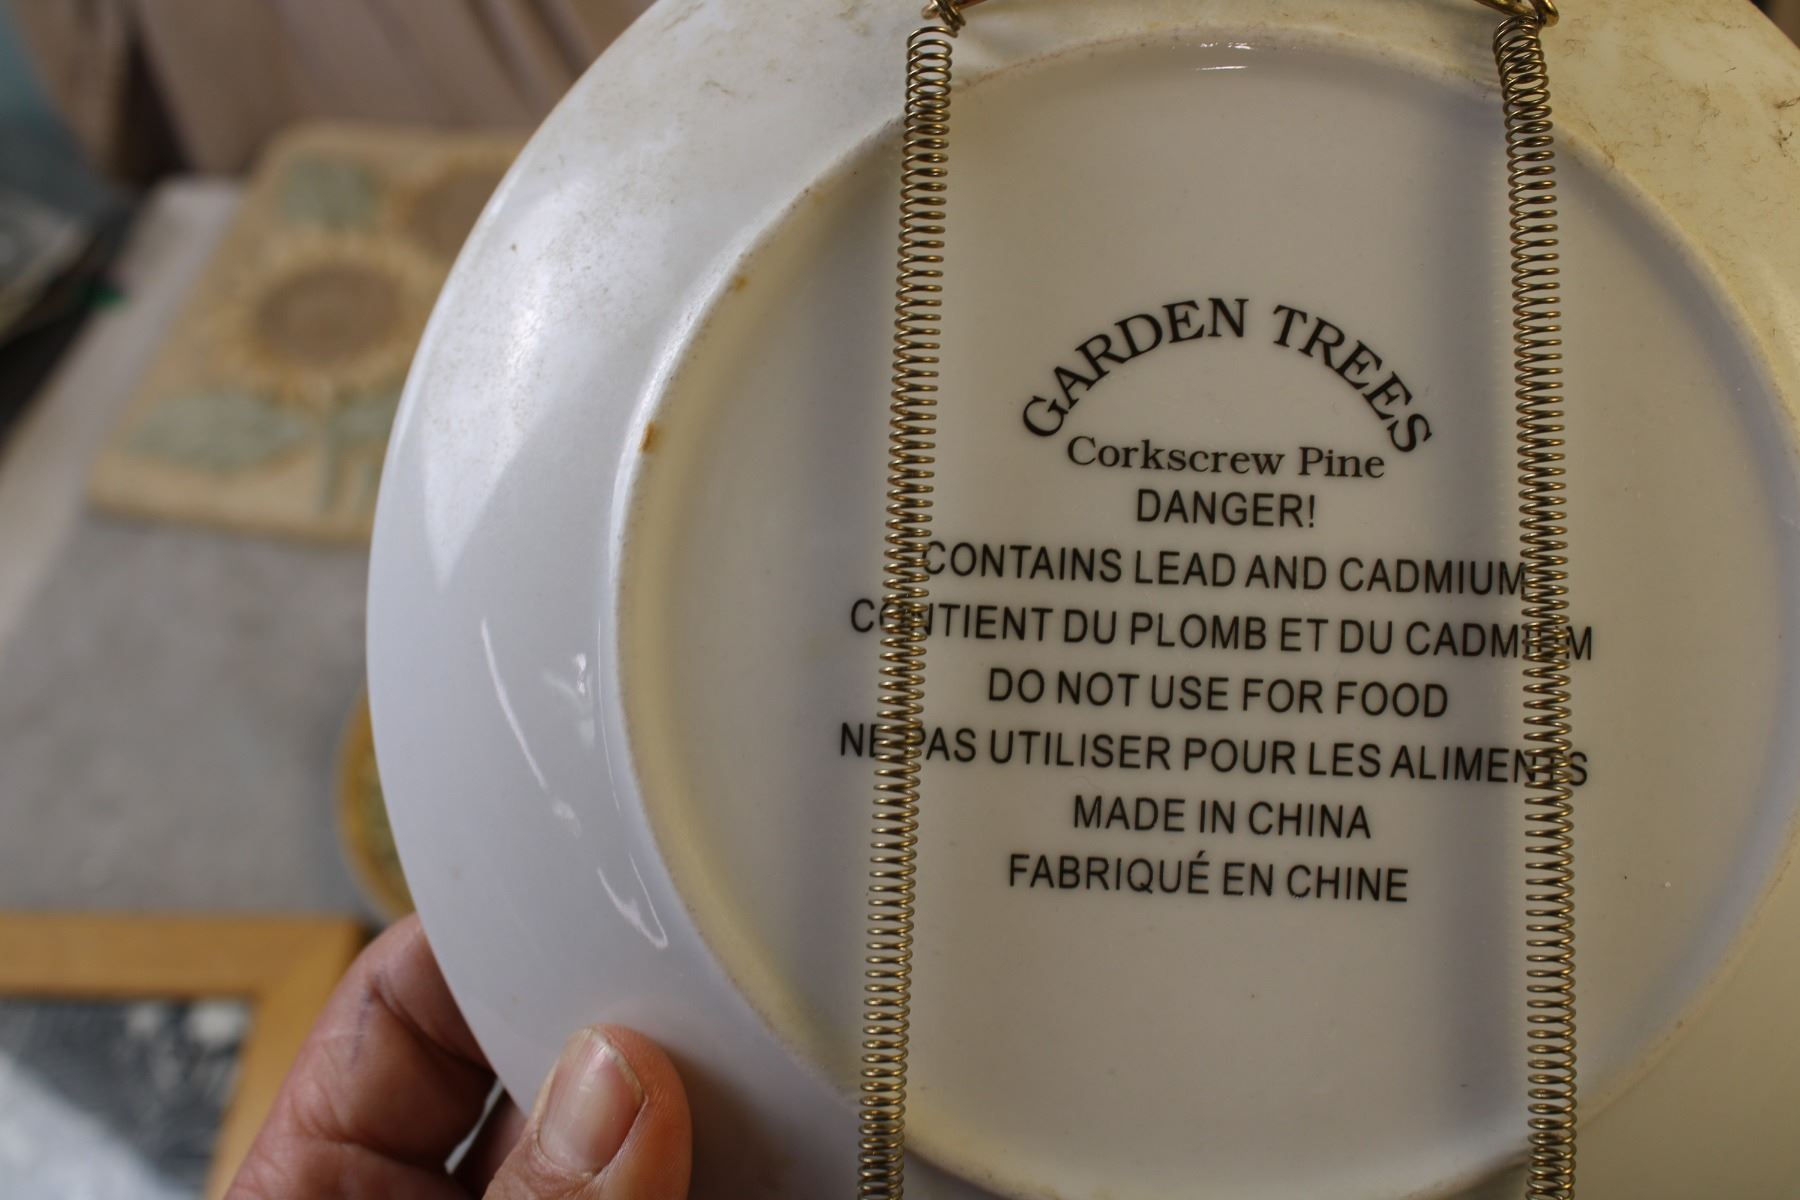 GARDEN TREES
Corkscrew Pine
DANGER!
CONTAINS LEAD AND CADMIUM
CONTIENT DU PLOMB ET DU CADMIUM
DO NOT USE FOR FOOD
NE PAS UTILISER POUR LES ALIMENTS
MADE IN CHINA
FABRIQUÉ EN CHINE